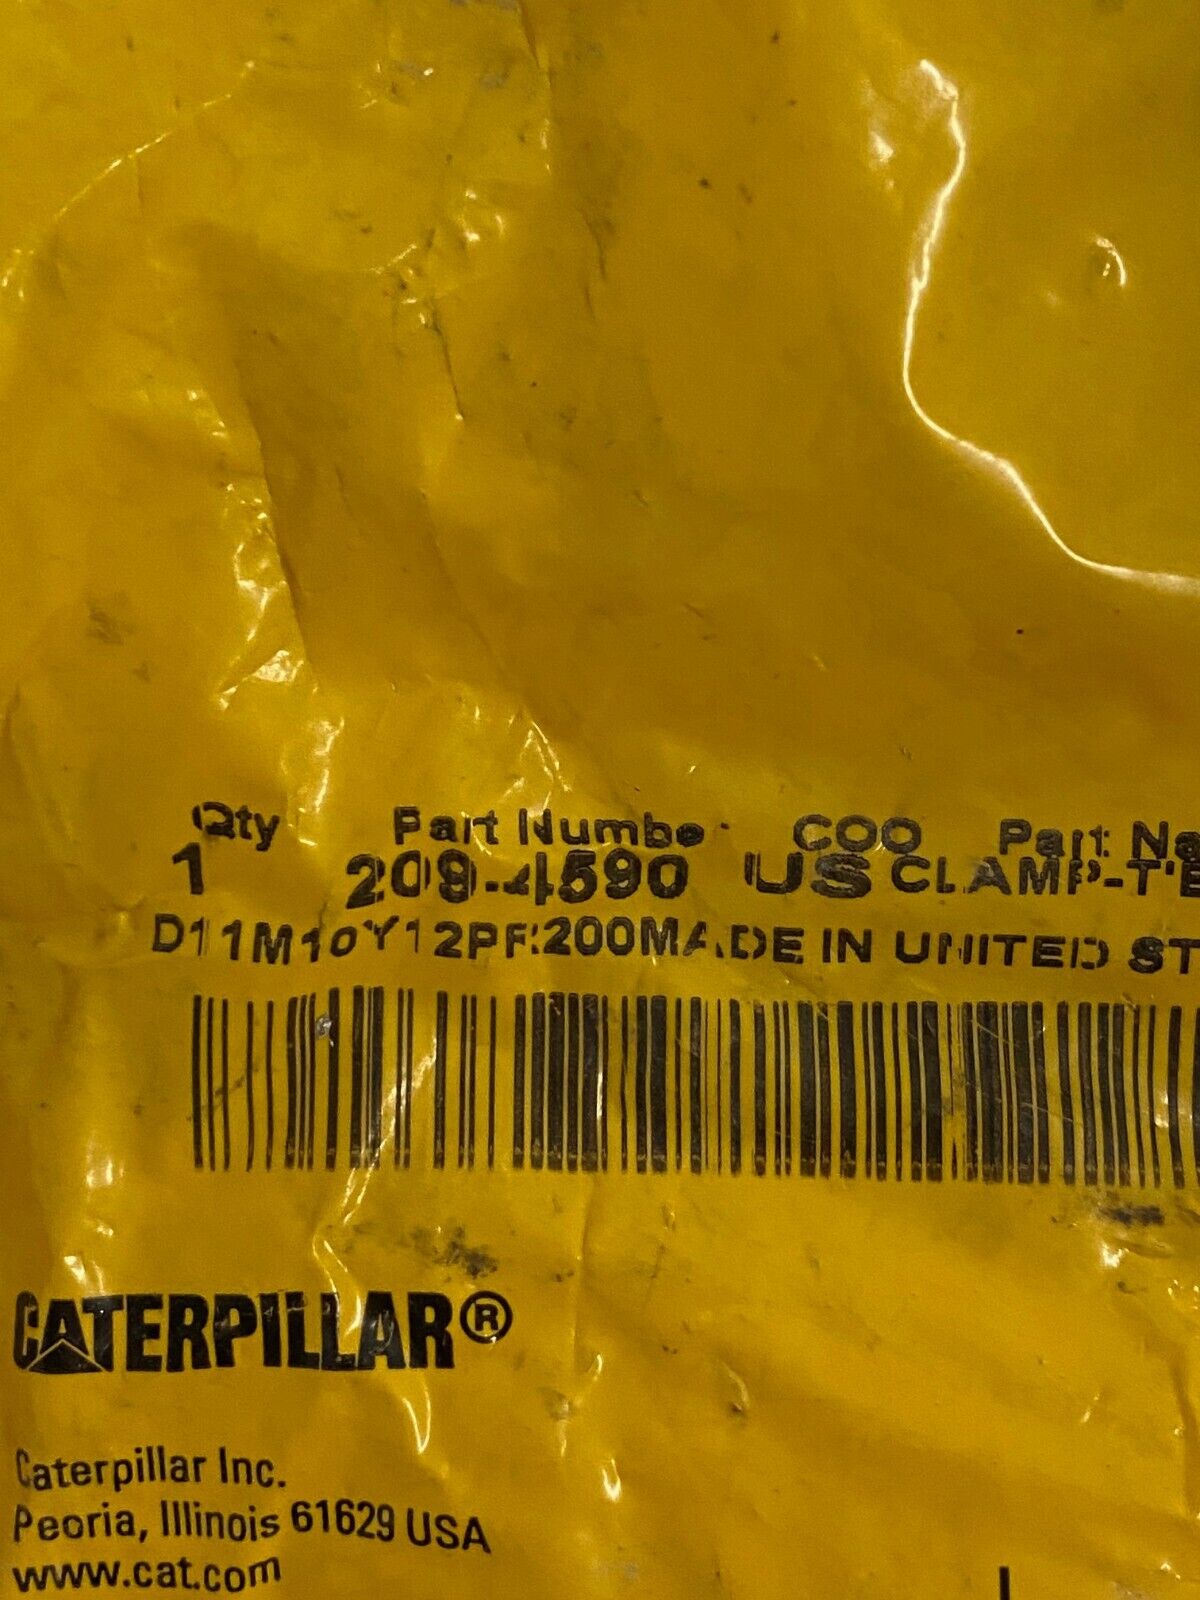 Qty Part Number COO Part Na
1 209-4590 US CLAMP-T'B
D11M10Y12PF:200MADE IN UNITED ST
CATERPILLAR®
Caterpillar Inc.
Peoria, Illinois 61629 USA
www.cat.com